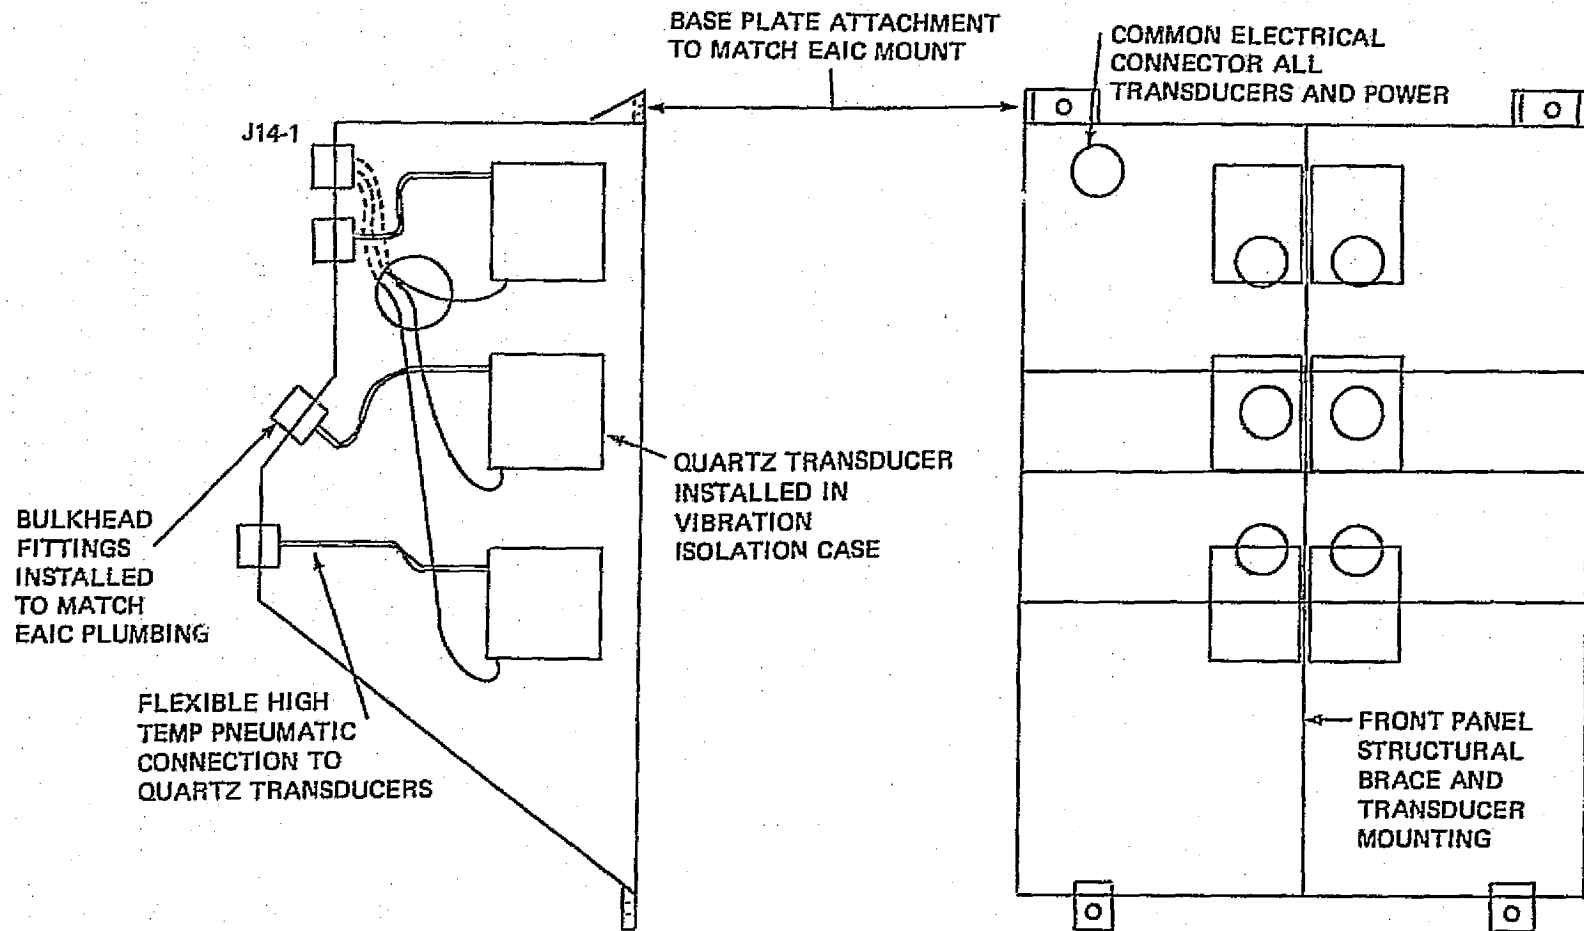 BASE PLATE ATTACHMENT
TO MATCH EAIC MOUNT
COMMON ELECTRICAL
CONNECTOR ALL
TRANSDUCERS AND POWER
J14-1
QUARTZ TRANSDUCER
INSTALLED IN
VIBRATION
ISOLATION CASE
BULKHEAD
FITTINGS
INSTALLED
TO MATCH
EAIC PLUMBING
FLEXIBLE HIGH
TEMP PNEUMATIC
CONNECTION TO
QUARTZ TRANSDUCERS
FRONT PANEL
STRUCTURAL
BRACE AND
TRANSDUCER
MOUNTING